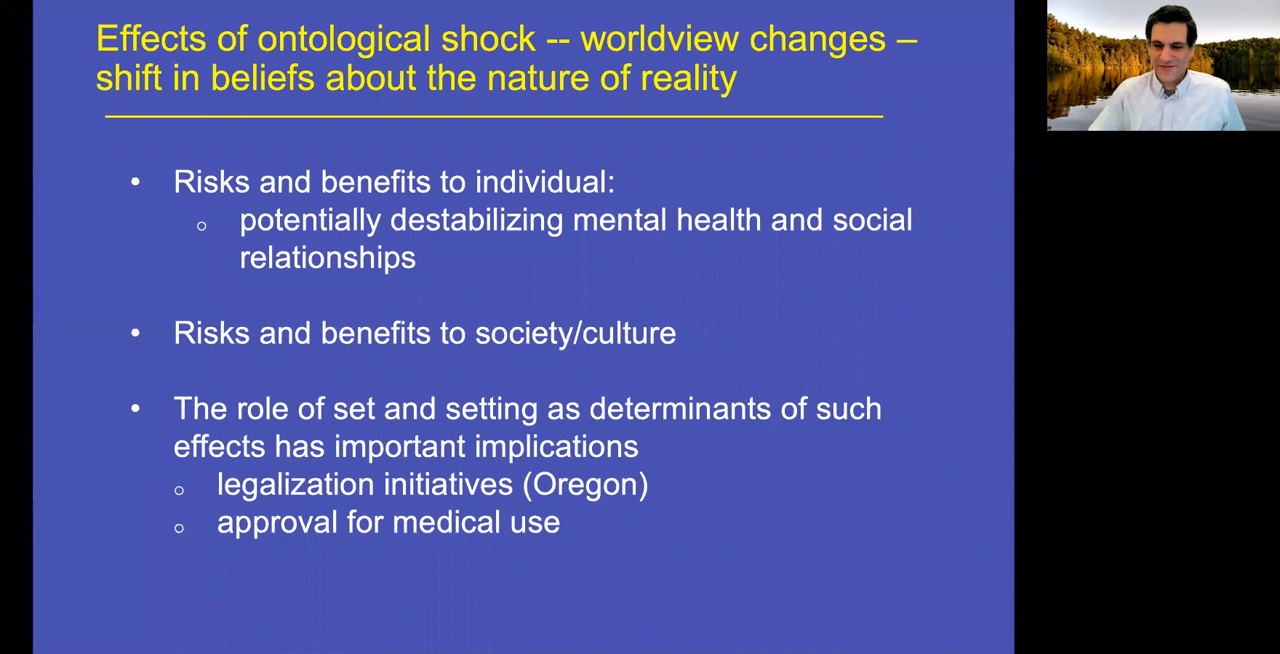 Effects of ontological shock -- worldview changes –
shift in beliefs about the nature of reality
• Risks and benefits to individual:
○ potentially destabilizing mental health and social
relationships
• Risks and benefits to society/culture
• The role of set and setting as determinants of such
effects has important implications
○ legalization initiatives (Oregon)
○ approval for medical use